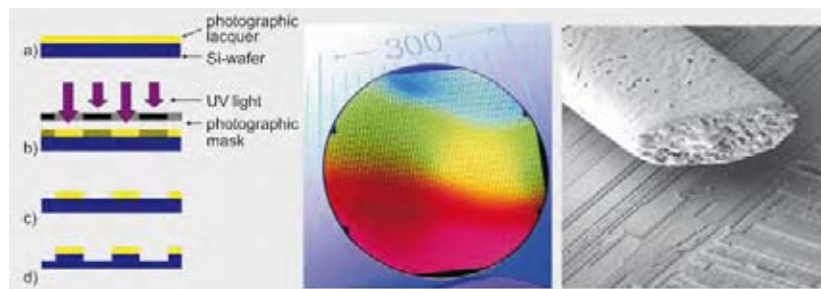 photographic
lacquer
a)
Si-wafer
UV light
photographic
mask
b)
c)
d)
300